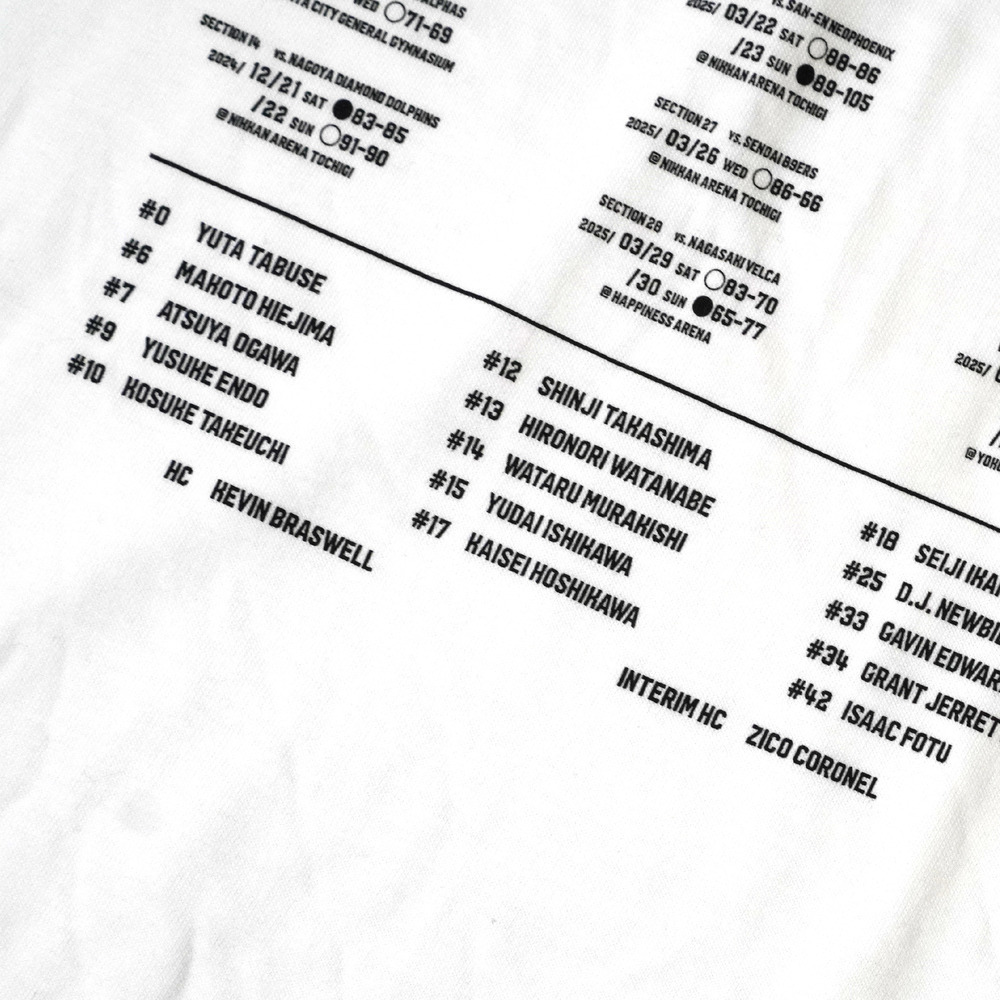 WED ○71-69
CITY GENERAL GYMNASIUM
SECTION 14 vs. NAGOYA DIAMOND DOLPHINS
2024/ 12/21 SAT ●83-85
/22 SUN ○91-90
@NIKKAN ARENA TOCHIGI
vs. SAN-EN NEOPHOENIX
2025/ 03/22 SAT ○88-86
/23 SUN ●89-105
@NIKKAN ARENA TOCHIGI
SECTION 27 vs. SENDAI 89ERS
2025/ 03/26 WED ○86-66
@NIKKAN ARENA TOCHIGI
SECTION 28 vs. NAGASAKI VELCA
2025/ 03/29 SAT ○83-70
/30 SUN ●65-77
@HAPPINESS ARENA
2025/
#0 YUTA TABUSE
#6 MAKOTO HIEJIMA
#7 ATSUYA OGAWA
#9 YUSUKE ENDO
#10 KOSUKE TAKEUCHI
HC KEVIN BRASWELL
#12 SHINJI TAKASHIMA
#13 HIRONORI WATANABE
#14 WATARU MURAKISHI
#15 YUDAI ISHIKAWA
#17 KAISEI HOSHIKAWA
#18 SEIJI
#25 D.J.
#33 GAVIN
#34 GRANT
#42 ISAAC FOTU
INTERIM HC ZICO CORONEL